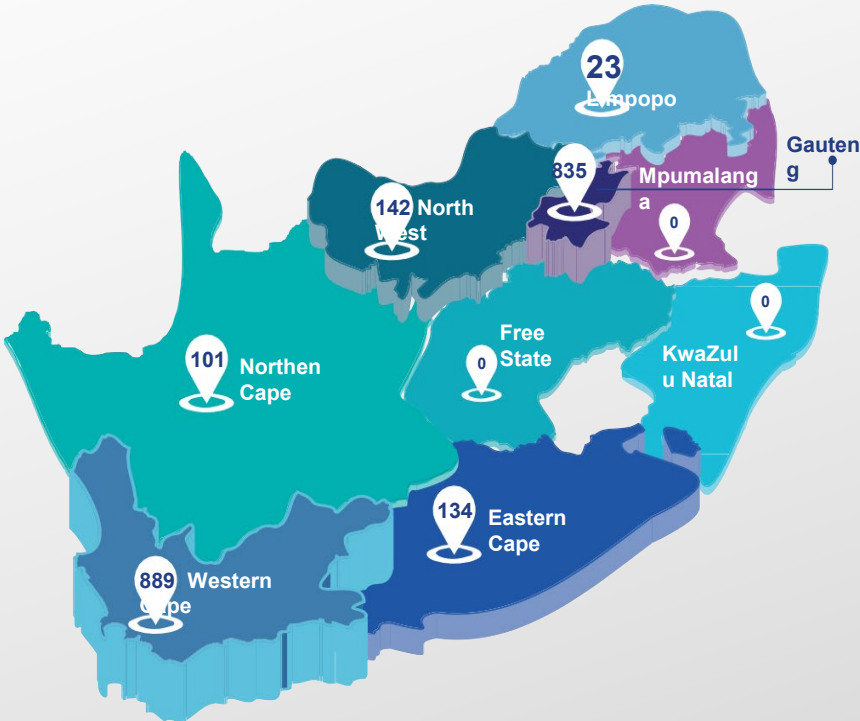 23
Limpopo
Gauten
g
835
Mpumalang
a
142 North
West
0
0
Free
State
KwaZul
u Natal
101
Northen
Cape
0
134
Eastern
Cape
889 Western
Cape